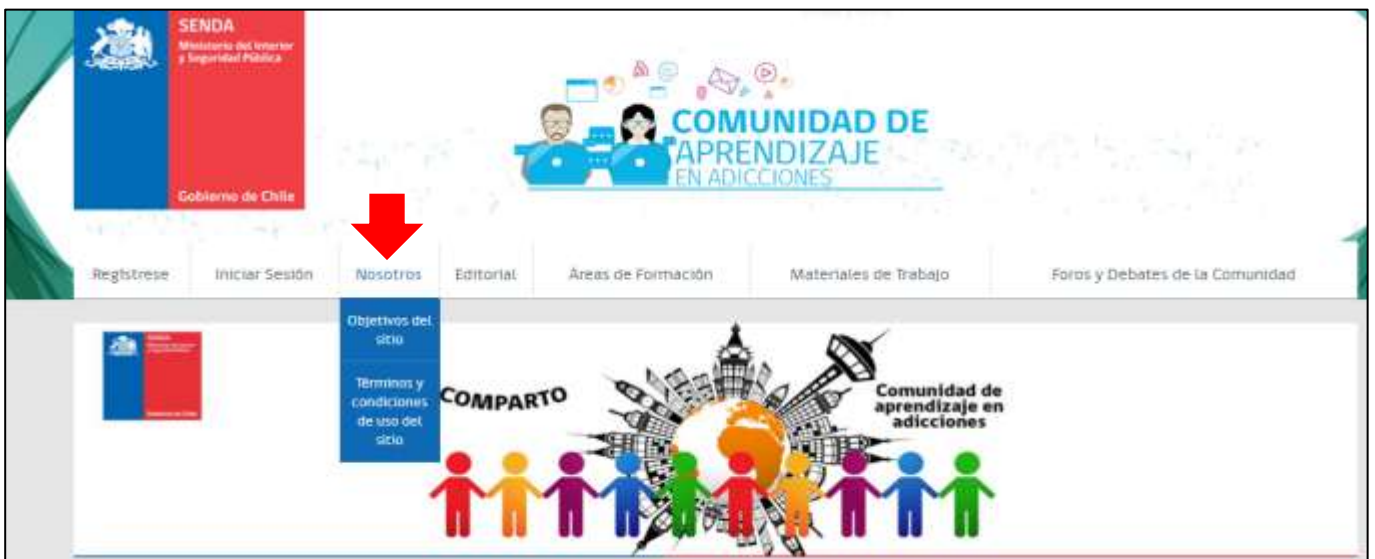 SENDA
Ministerio del Interior
y Seguridad Pública
Gobierno de Chile
COMUNIDAD DE
APRENDIZAJE
EN ADICCIONES
Regístrese
Iniciar Sesión
Nosotros
Editorial
Áreas de Formación
Materiales de Trabajo
Foros y Debates de la Comunidad
Objetivos del
sitio
Términos y
condiciones
de uso del
sitio
COMPARTO
Comunidad de
aprendizaje en
adicciones